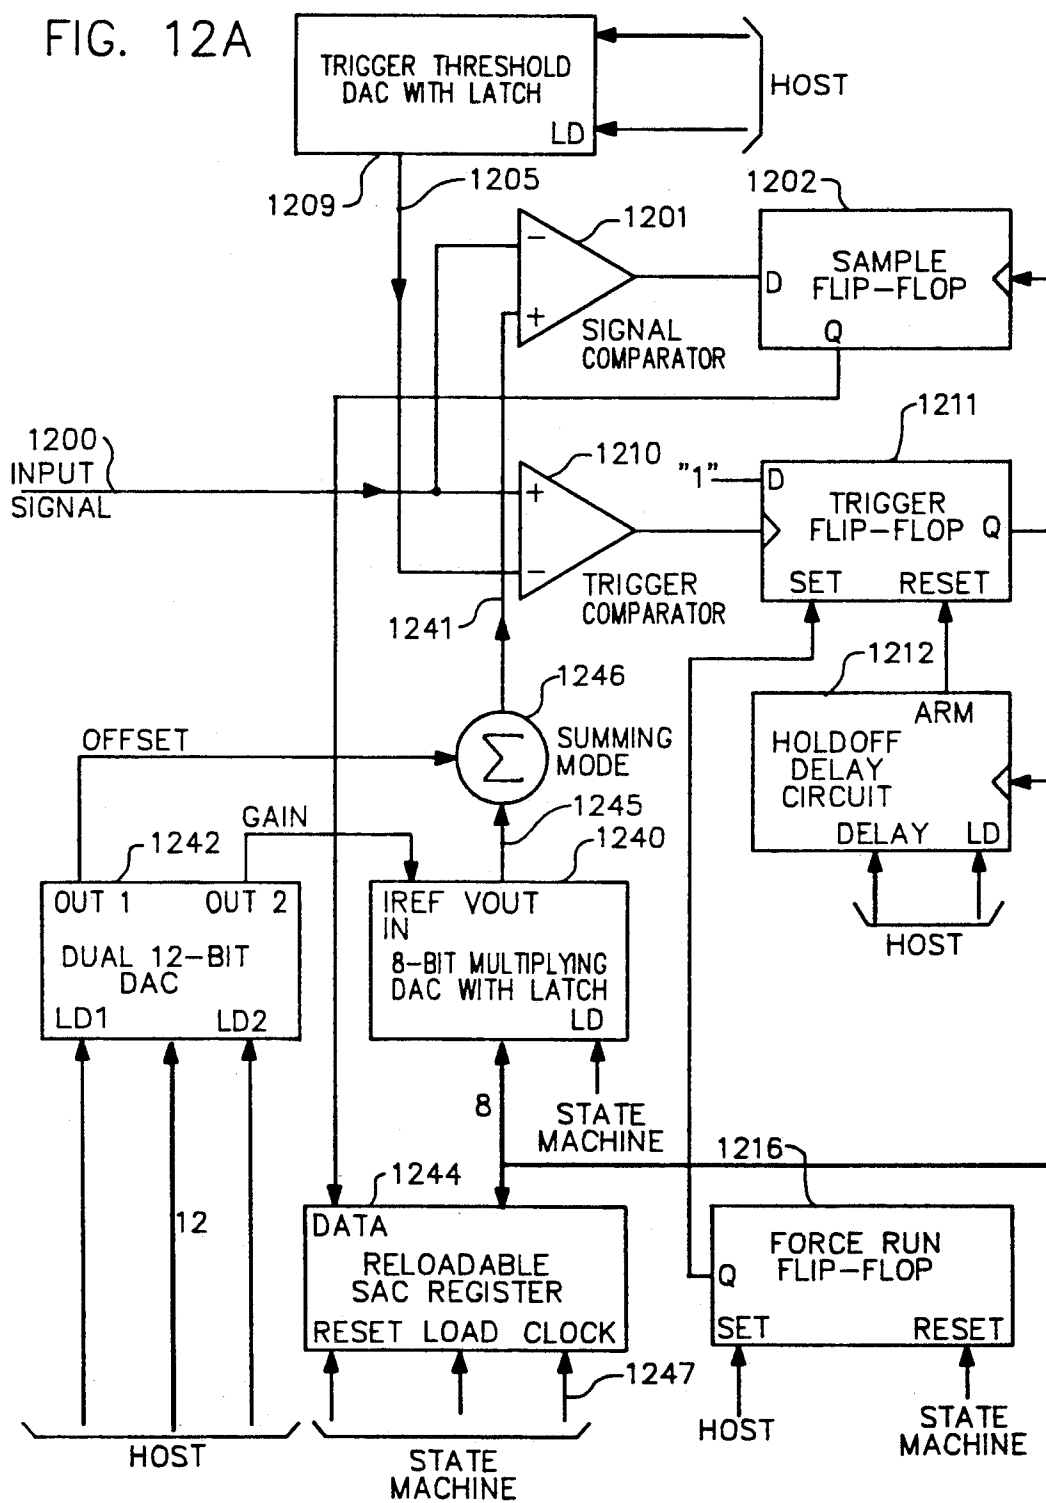 FIG. 12A
TRIGGER THRESHOLD
DAC WITH LATCH
LD
HOST
1209
1205
1201
1202
−
+
SIGNAL
COMPARATOR
D
SAMPLE
FLIP-FLOP
Q
1200
INPUT
SIGNAL
1210
+
−
TRIGGER
COMPARATOR
1211
"1"
D
TRIGGER
FLIP-FLOP
Q
SET
RESET
1241
1212
ARM
HOLDOFF
DELAY
CIRCUIT
DELAY
LD
HOST
1246
Σ
SUMMING
MODE
OFFSET
1245
GAIN
1242
1240
OUT 1
OUT 2
DUAL 12-BIT
DAC
LD1
LD2
IREF
IN
VOUT
8-BIT MULTIPLYING
DAC WITH LATCH
LD
8
STATE
MACHINE
12
1244
DATA
RELOADABLE
SAC REGISTER
RESET
LOAD
CLOCK
1247
1216
FORCE RUN
FLIP-FLOP
Q
SET
RESET
HOST
STATE
MACHINE
HOST
STATE
MACHINE